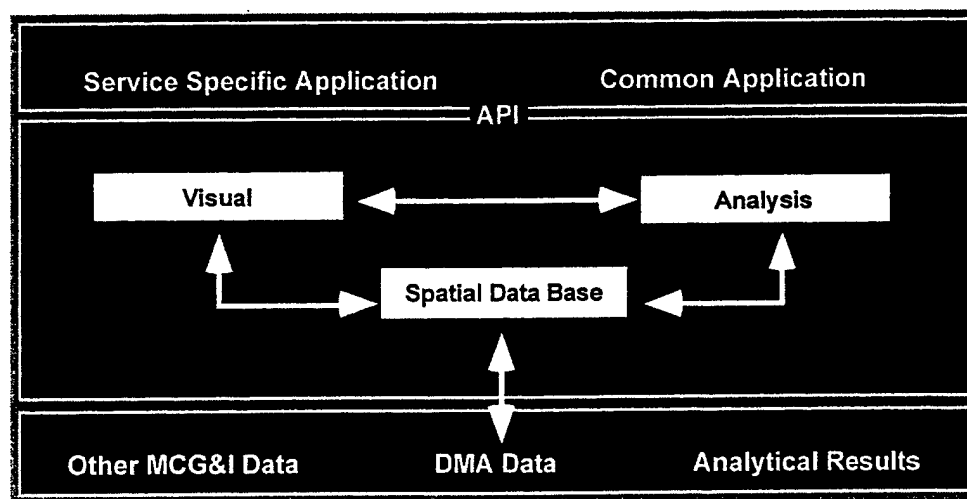 Service Specific Application
Common Application
API
Visual
Analysis
Spatial Data Base
Other MCG&I Data
DMA Data
Analytical Results